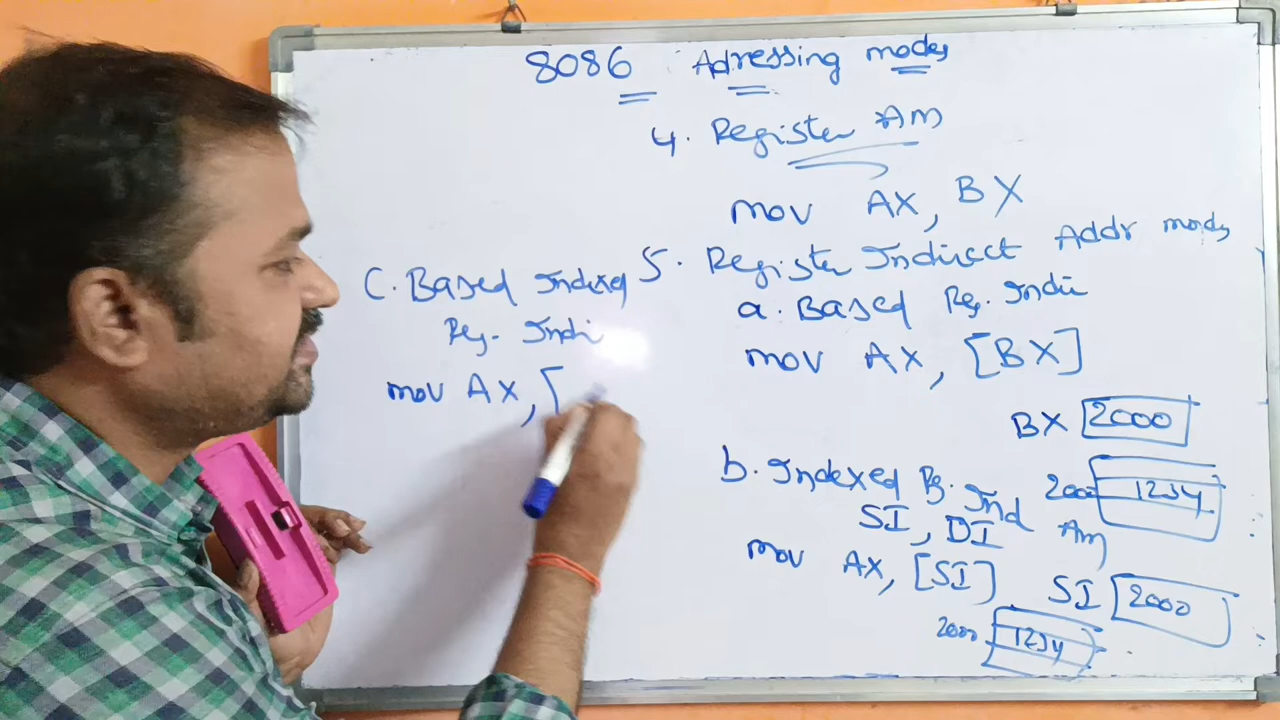 8086 Adressing modes
4. Register AM
mov AX, BX
5. Register Indirect Addr modes
a. Based Reg. Indi
mov AX, [BX]
BX 2000
b. Indexed Reg. Ind Am
SI, DI
2000 1234
mov AX, [SI]
SI 2000
2000 1234
C. Based Indexed
Reg. Indi
mov AX, [